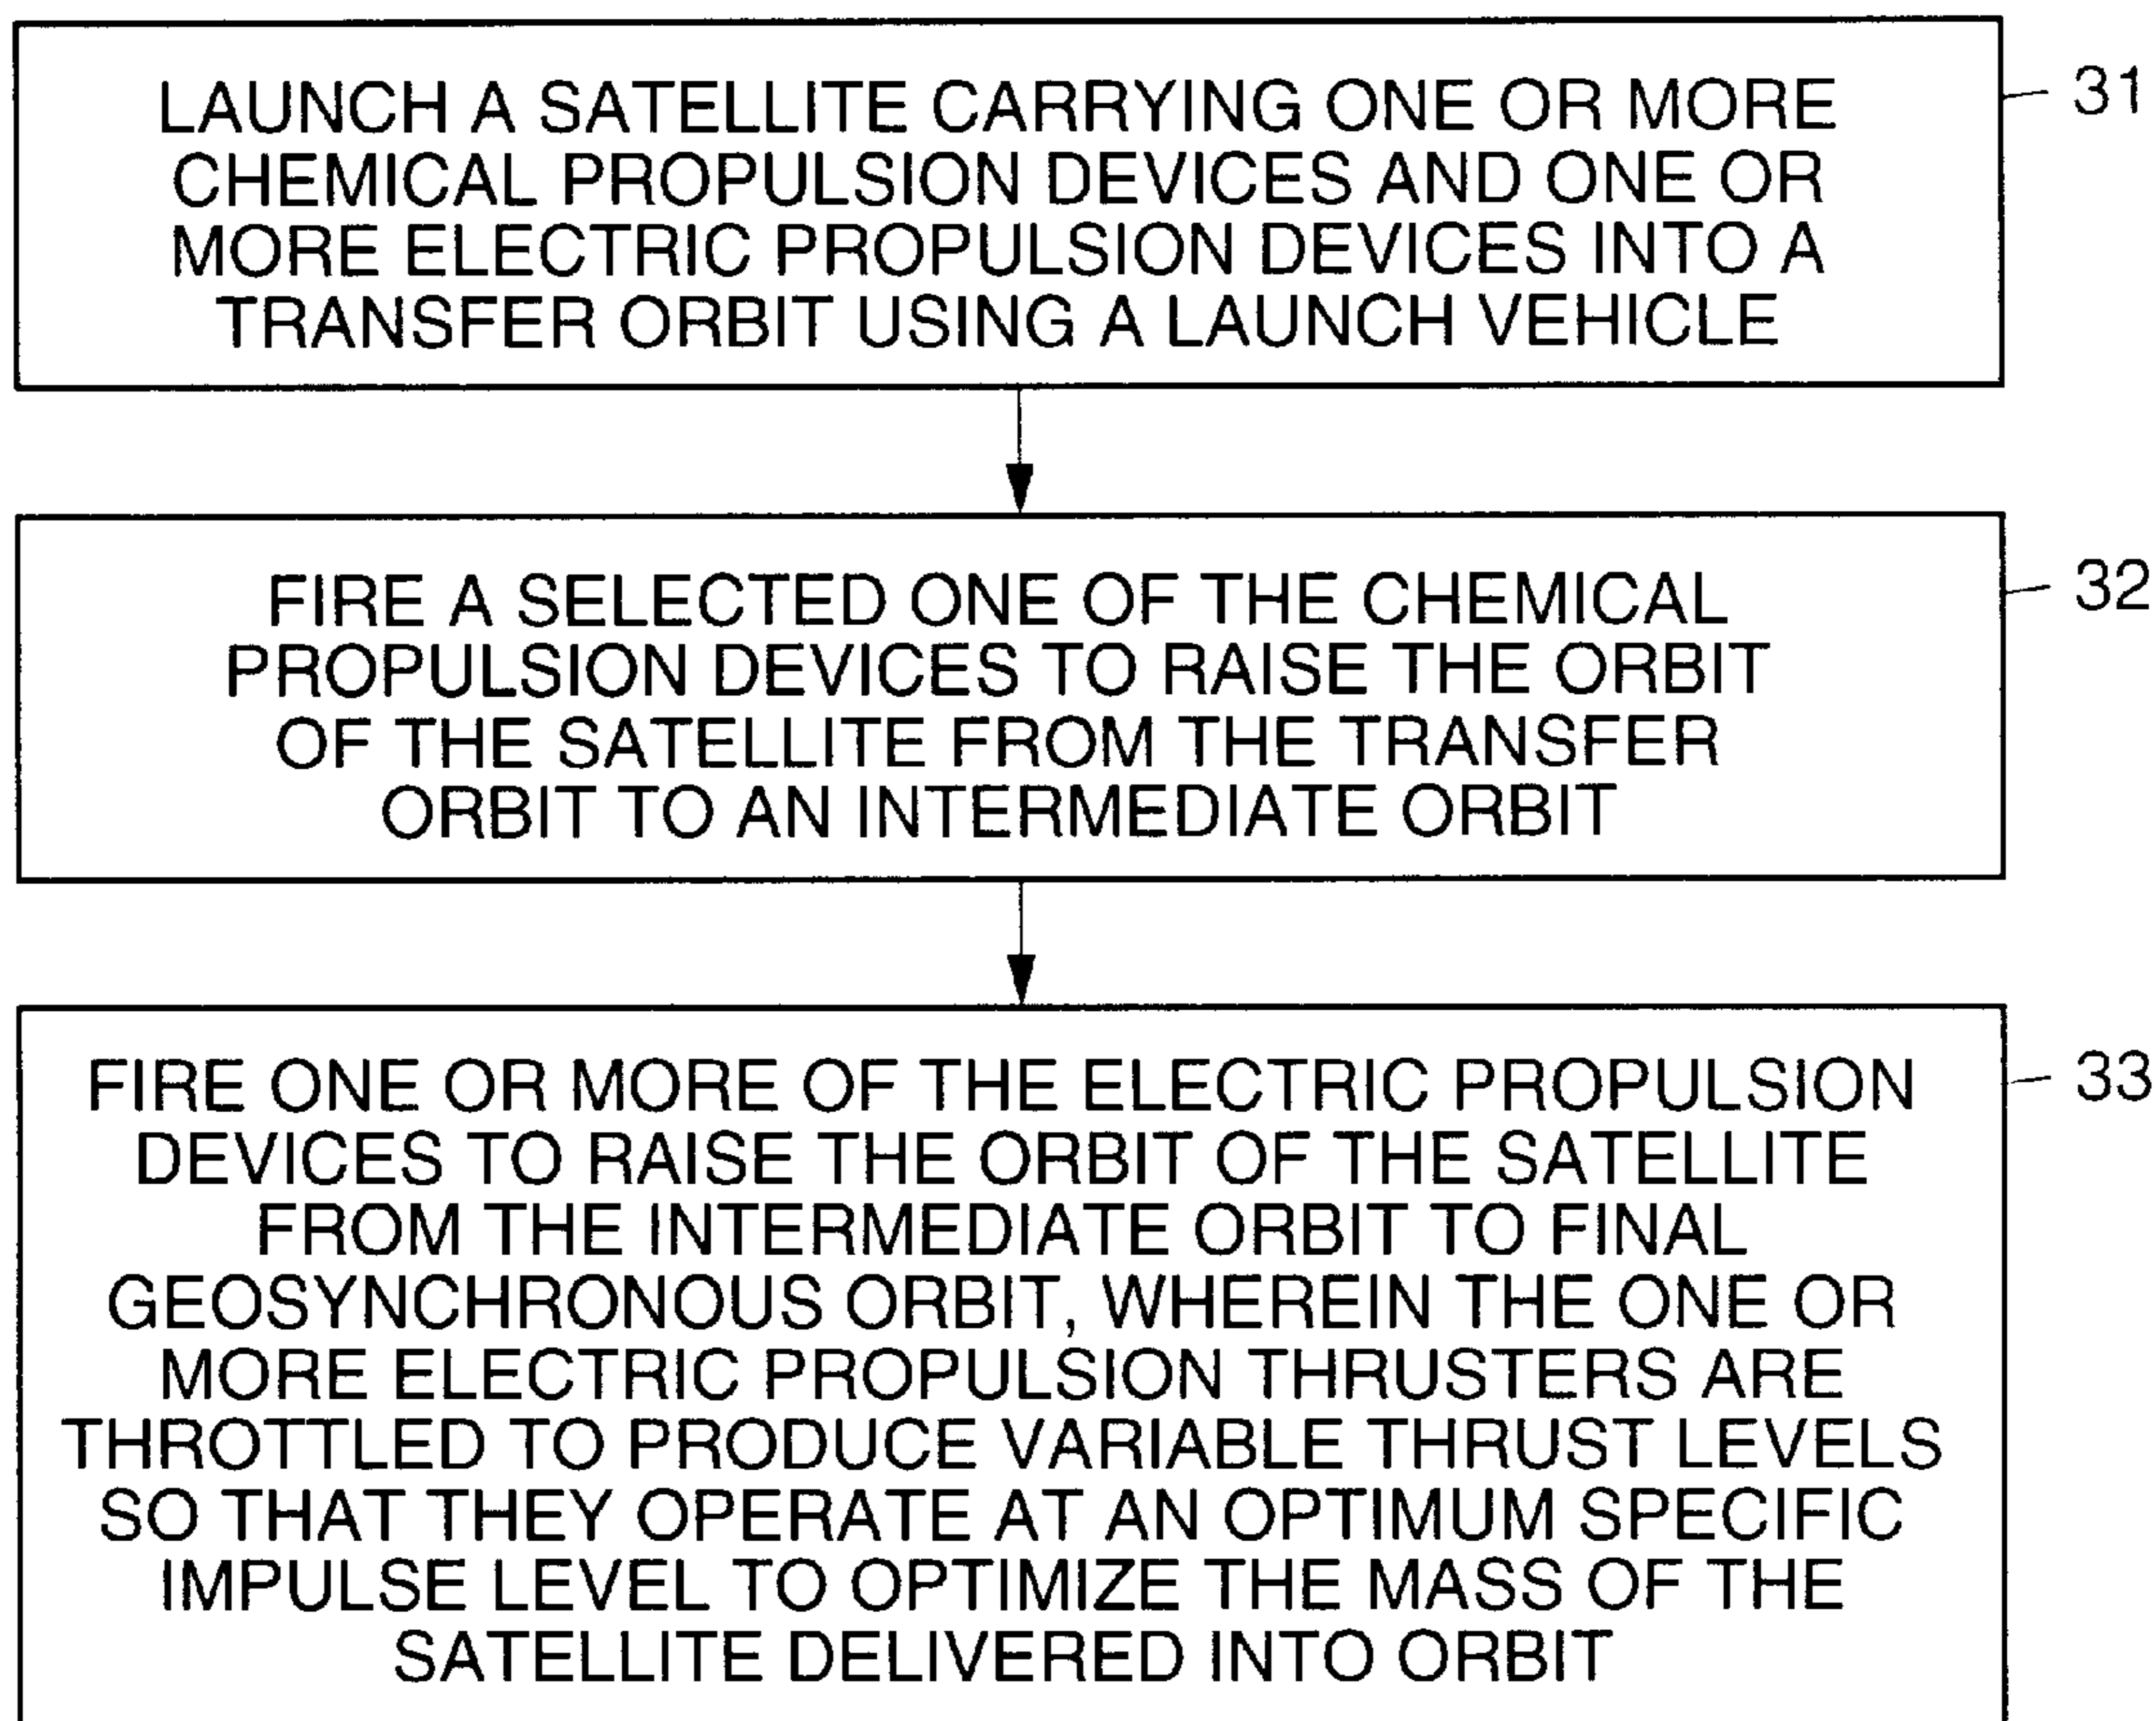 LAUNCH A SATELLITE CARRYING ONE OR MORE
CHEMICAL PROPULSION DEVICES AND ONE OR
MORE ELECTRIC PROPULSION DEVICES INTO A
TRANSFER ORBIT USING A LAUNCH VEHICLE
31
FIRE A SELECTED ONE OF THE CHEMICAL
PROPULSION DEVICES TO RAISE THE ORBIT
OF THE SATELLITE FROM THE TRANSFER
ORBIT TO AN INTERMEDIATE ORBIT
32
FIRE ONE OR MORE OF THE ELECTRIC PROPULSION
DEVICES TO RAISE THE ORBIT OF THE SATELLITE
FROM THE INTERMEDIATE ORBIT TO FINAL
GEOSYNCHRONOUS ORBIT, WHEREIN THE ONE OR
MORE ELECTRIC PROPULSION THRUSTERS ARE
THROTTLED TO PRODUCE VARIABLE THRUST LEVELS
SO THAT THEY OPERATE AT AN OPTIMUM SPECIFIC
IMPULSE LEVEL TO OPTIMIZE THE MASS OF THE
SATELLITE DELIVERED INTO ORBIT
33